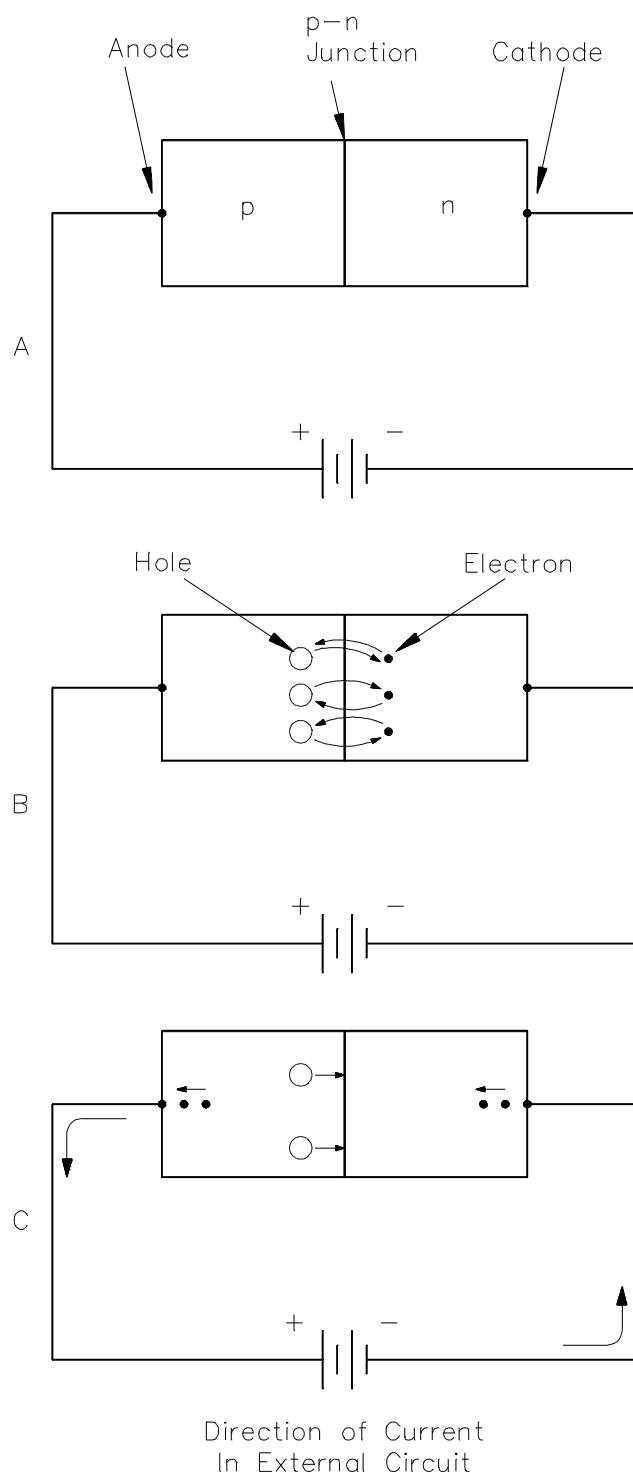 p-n
Anode Junction Cathode
p n
A
+ -
Hole Electron
B
+ -
C
+ -
Direction of Current
In External Circuit